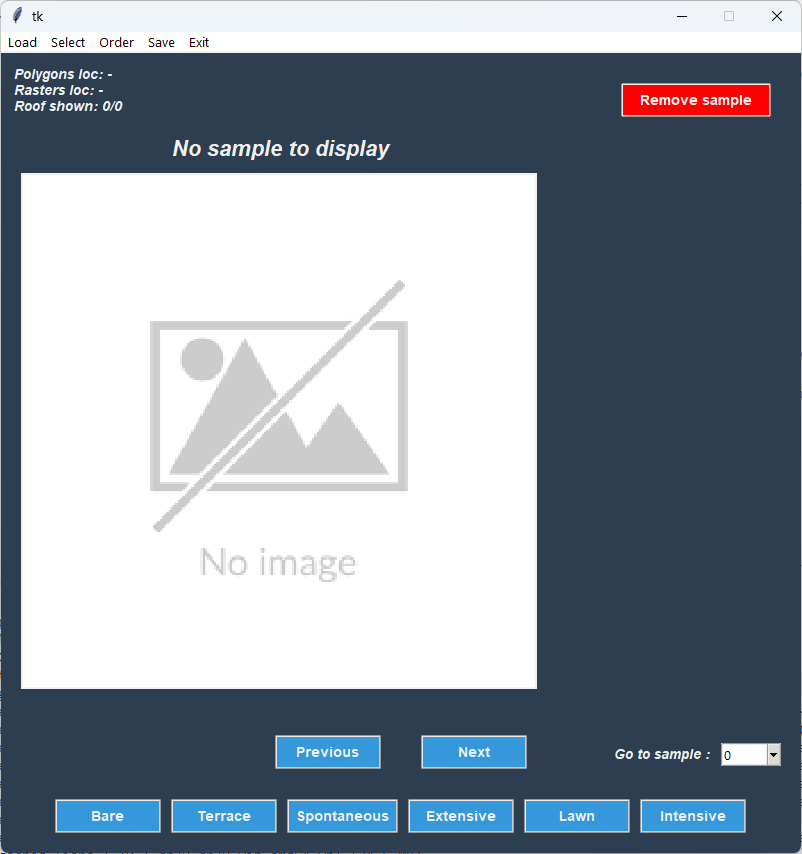 tk
Load Select Order Save Exit
Polygons loc: -
Rasters loc: -
Roof shown: 0/0
Remove sample
No sample to display
No image
Previous Next Go to sample : 0
Bare Terrace Spontaneous Extensive Lawn Intensive